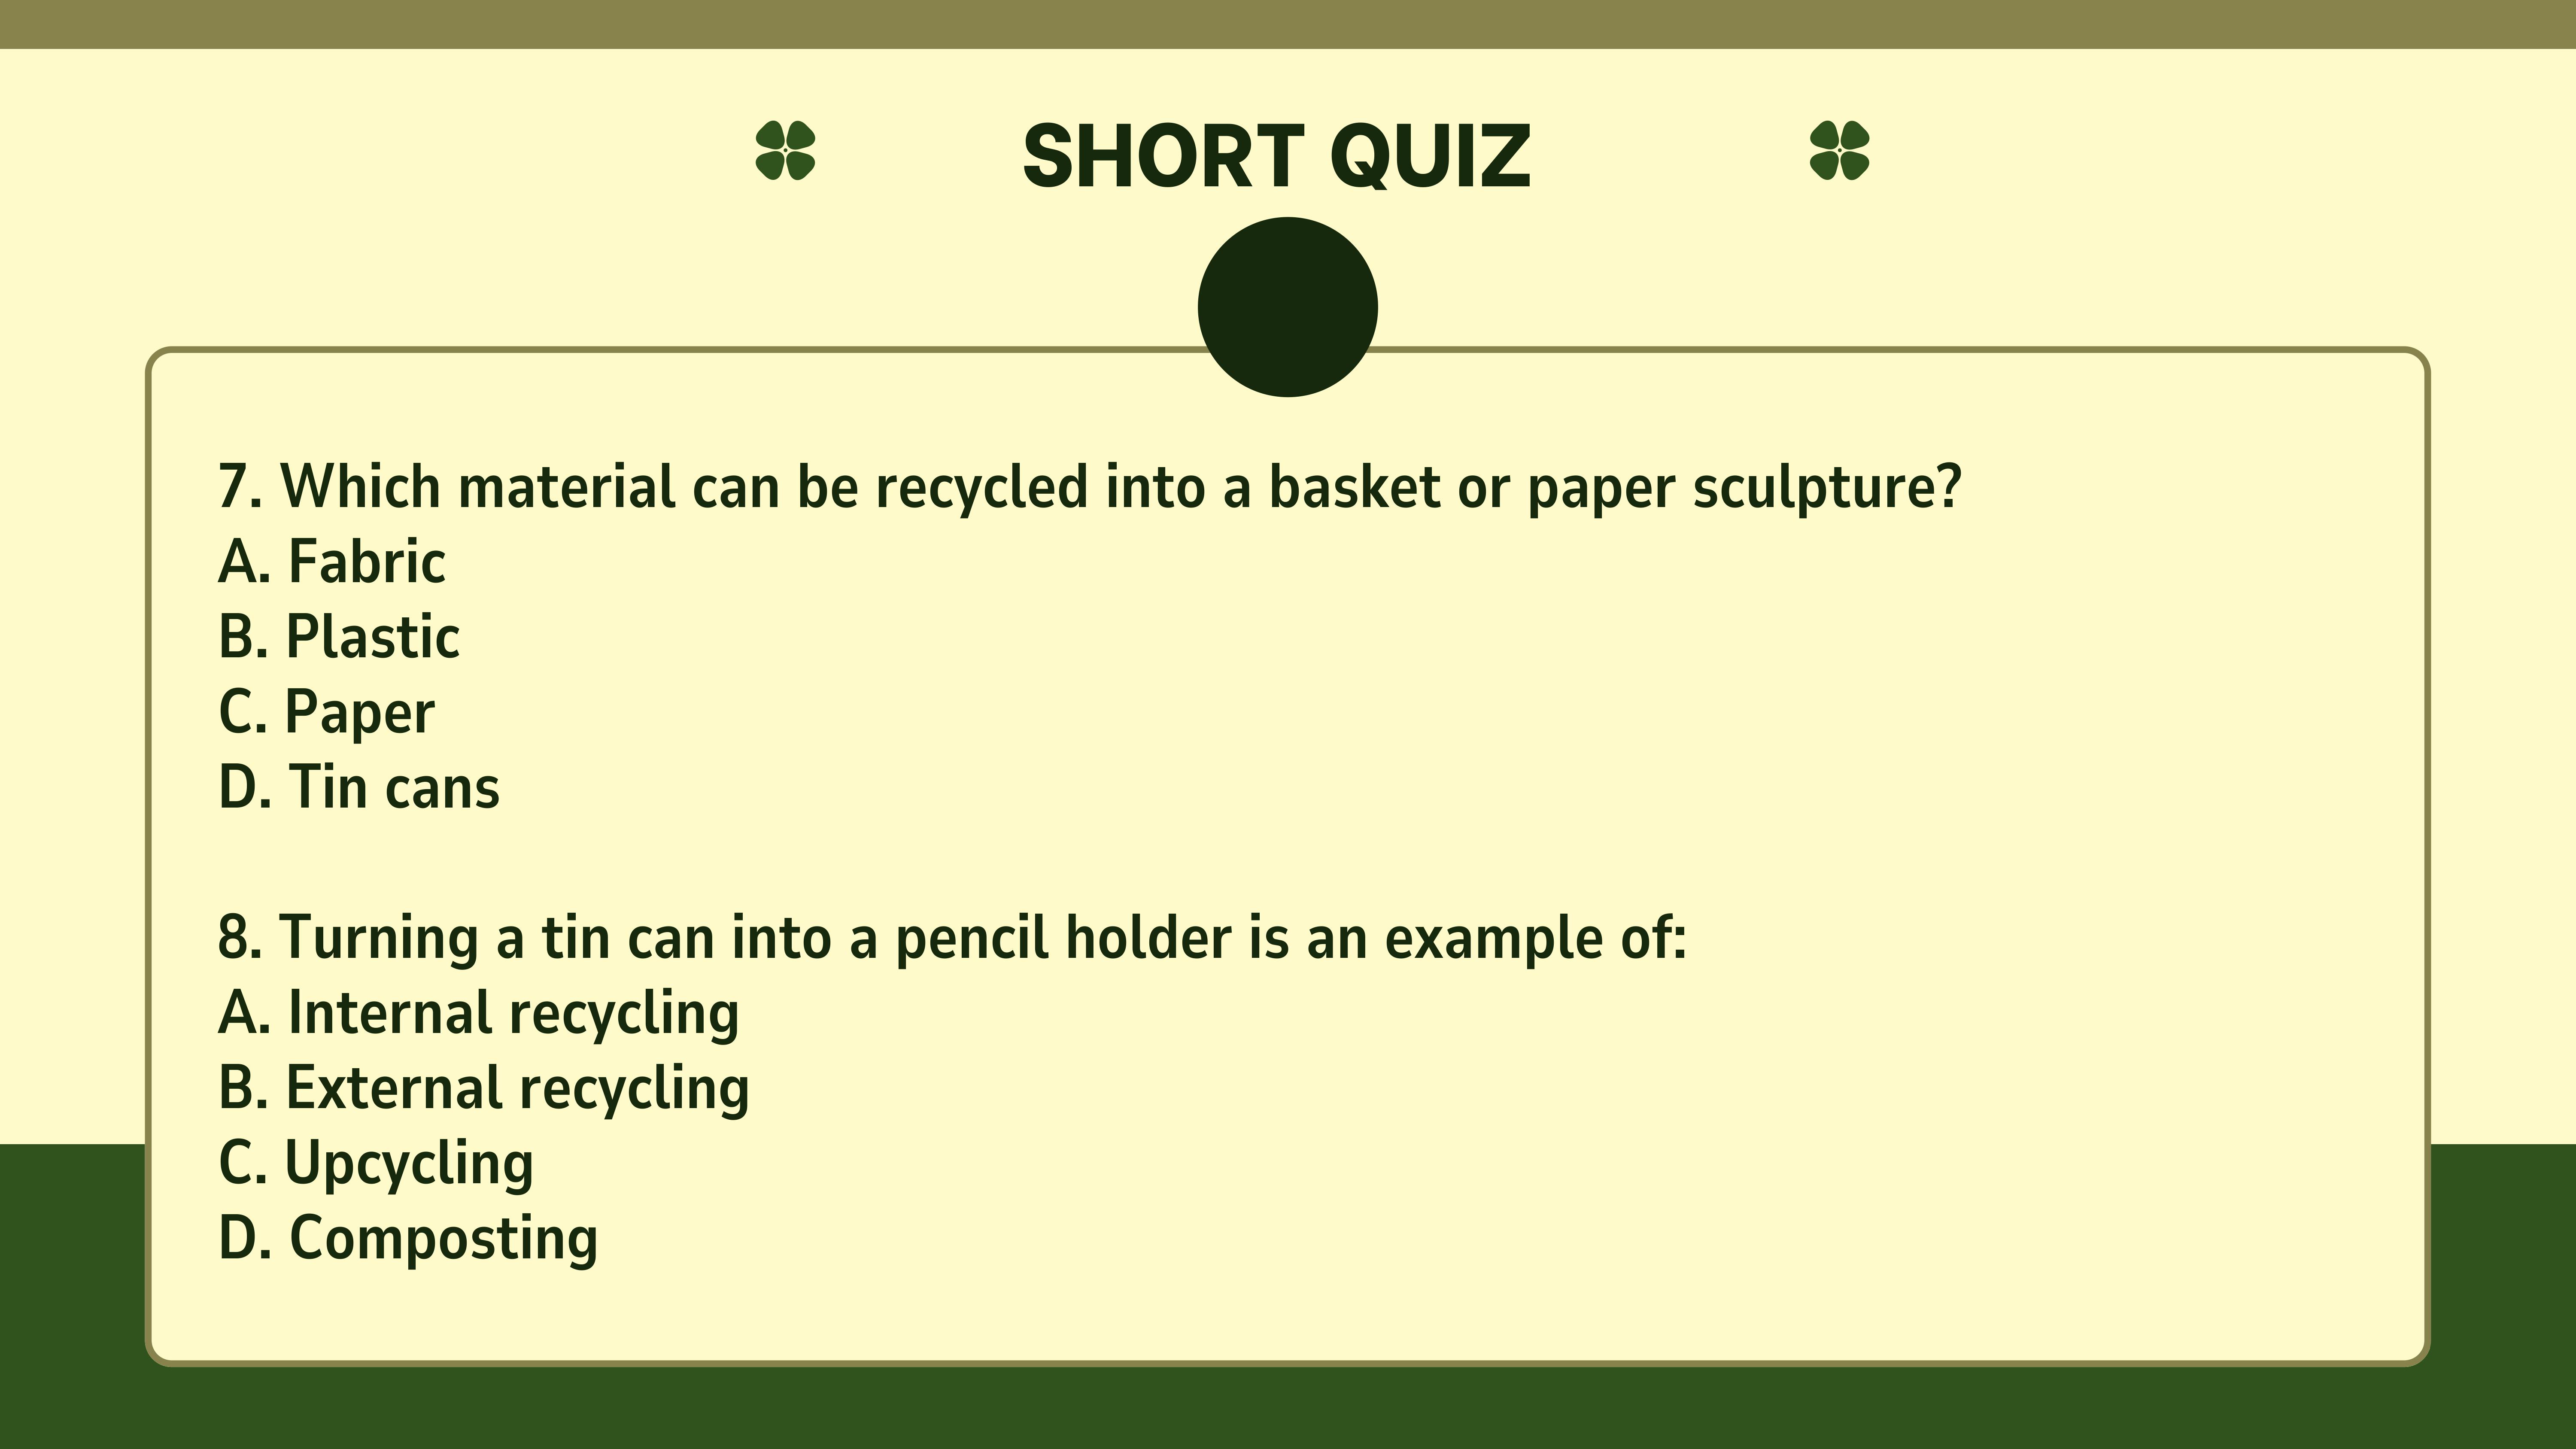 SHORT QUIZ
7. Which material can be recycled into a basket or paper sculpture?
A. Fabric
B. Plastic
C. Paper
D. Tin cans
8. Turning a tin can into a pencil holder is an example of:
A. Internal recycling
B. External recycling
C. Upcycling
D. Composting